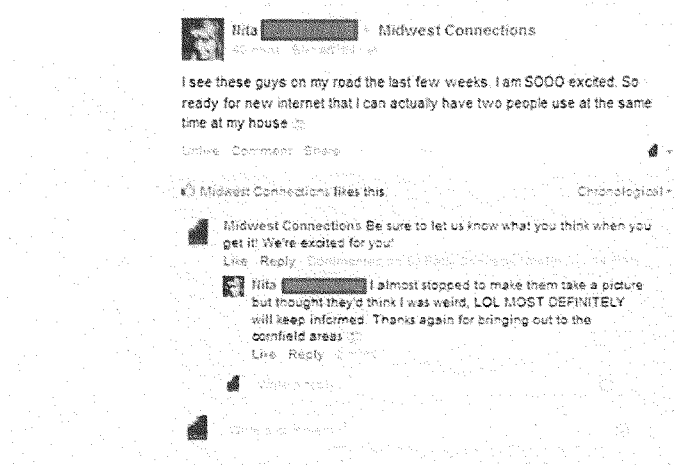 Nita Midwest Connections
I see these guys on my road the last few weeks. I am SOOO excited. So
ready for new internet that I can actually have two people use at the same
time at my house
Unlike Comment Share
Midwest Connections likes this.
Chronological
Midwest Connections Be sure to let us know what you think when you
get it! We're excited for you!
Like Reply
Nita I almost stopped to make them take a picture
but thought they'd think I was weird, LOL MOST DEFINITELY
will keep informed. Thanks again for bringing out to the
cornfield areas
Like Reply
Write a reply...